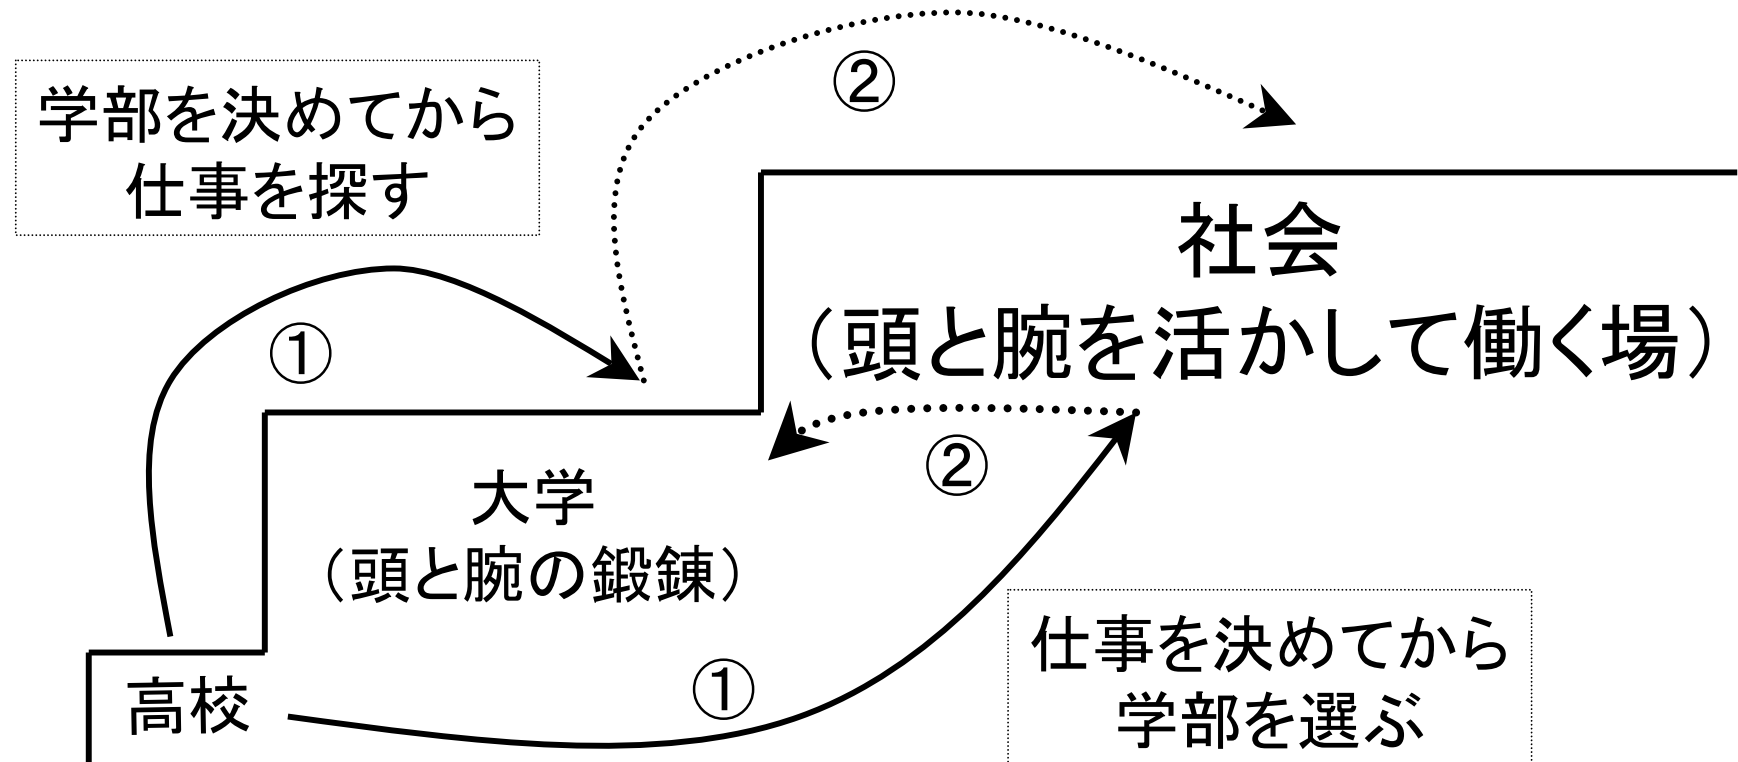 ②
学部を決めてから
仕事を探す
社会
（頭と腕を活かして働く場）
①
②
大学
（頭と腕の鍛錬）
仕事を決めてから
学部を選ぶ
①
高校